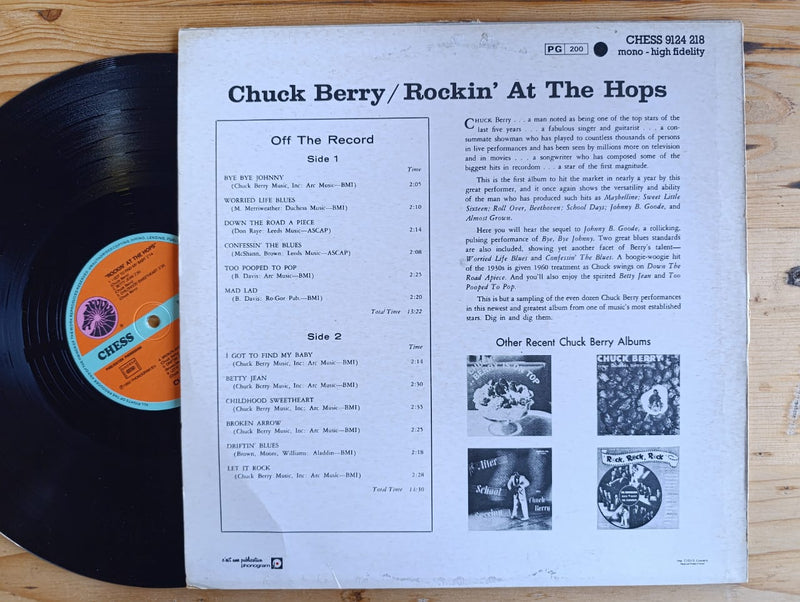 CHESS 9124 218
PG 200
mono - high fidelity
Chuck Berry/Rockin' At The Hops
Off The Record
Side 1
Time
BYE BYE JOHNNY
(Chuck Berry Music, Inc: Arc Music—BMI) 2:05
WORRIED LIFE BLUES
(M. Merriweather: Duchess Music—BMI) 2:10
DOWN THE ROAD A PIECE
(Don Raye: Leeds Music—ASCAP) 2:14
CONFESSIN' THE BLUES
(McShann, Brown: Leeds Music—ASCAP) 2:08
TOO POOPED TO POP
(B. Davis: Arc Music—BMI) 2:25
MAD LAD
(B. Davis: Ro-Gor Pub.—BMI) 2:20
Total Time 13:22
Side 2
Time
I GOT TO FIND MY BABY
(Chuck Berry Music, Inc: Arc Music—BMI) 2:14
BETTY JEAN
(Chuck Berry Music, Inc: Arc Music—BMI) 2:30
CHILDHOOD SWEETHEART
(Chuck Berry Music, Inc: Arc Music—BMI) 2:35
BROKEN ARROW
(Chuck Berry Music, Inc: Arc Music—BMI) 2:25
DRIFTIN' BLUES
(Brown, Moore, Williams: Aladdin—BMI) 2:18
LET IT ROCK
(Chuck Berry Music, Inc: Arc Music—BMI) 2:28
Total Time 14:30
CHUCK Berry . . . a man noted as being one of the top stars of the
last five years . . . a fabulous singer and guitarist . . . a con-
summate showman who has played to countless thousands of persons
in live performances and has been seen by millions more on television
and in movies . . . a songwriter who has composed some of the
biggest hits in recordom . . . a star of the first magnitude.
This is the first album to hit the market in nearly a year by this
great performer, and it once again shows the versatility and ability
of the man who has produced such hits as Maybelline; Sweet Little
Sixteen; Roll Over, Beethoven; School Days; Johnny B. Goode, and
Almost Grown.
Here you will hear the sequel to Johnny B. Goode, a rollicking,
pulsing performance of Bye, Bye Johnny. Two great blues standards
are also included, showing yet another facet of Berry's talent—
Worried Life Blues and Confessin' The Blues. A boogie-woogie hit
of the 1930s is given 1960 treatment as Chuck swings on Down The
Road Apiece. And you'll also enjoy the spirited Betty Jean and Too
Pooped To Pop.
This is but a sampling of the even dozen Chuck Berry performances
in this newest and greatest album from one of music's most established
stars. Dig in and dig them.
Other Recent Chuck Berry Albums
CHUCK BERRY
After
School
Session
Chuck
Berry
Rock, Rock, Rock
c'est une publication
phonogram
"ROCKIN' AT THE HOPS"
CHESS